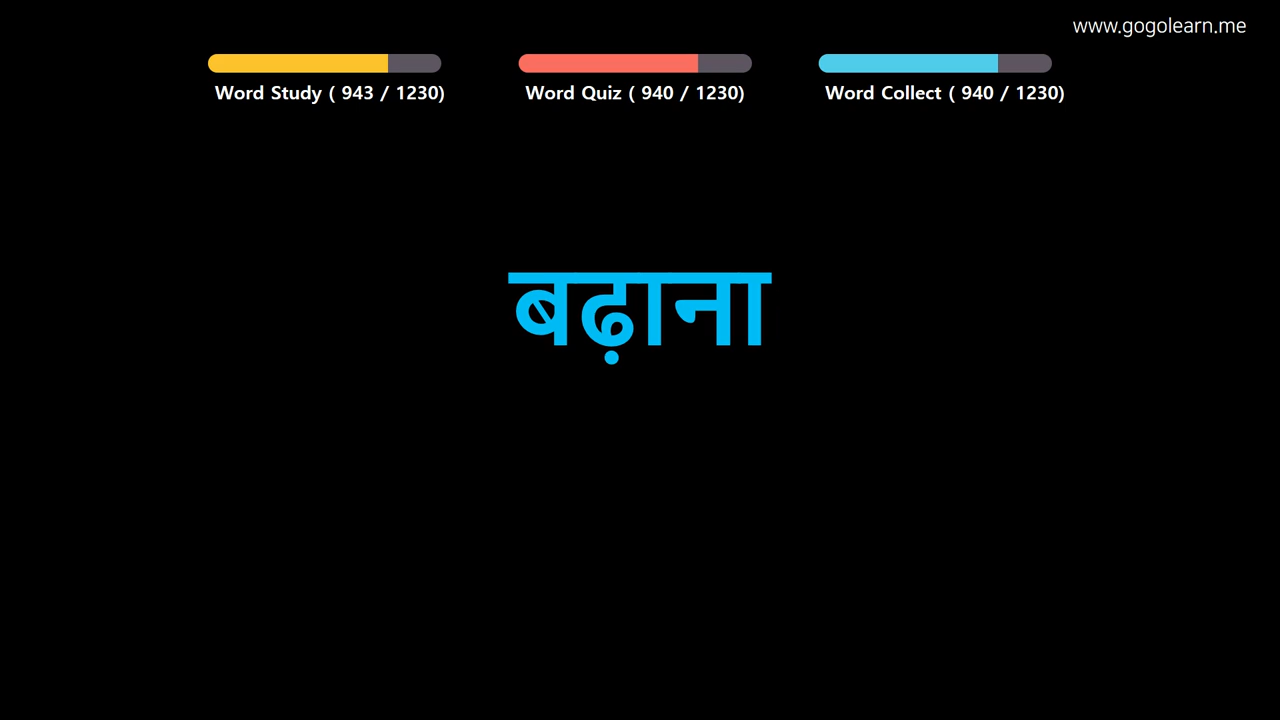 www.gogolearn.me
Word Study ( 943 / 1230)
Word Quiz ( 940 / 1230)
Word Collect ( 940 / 1230)
बढ़ाना